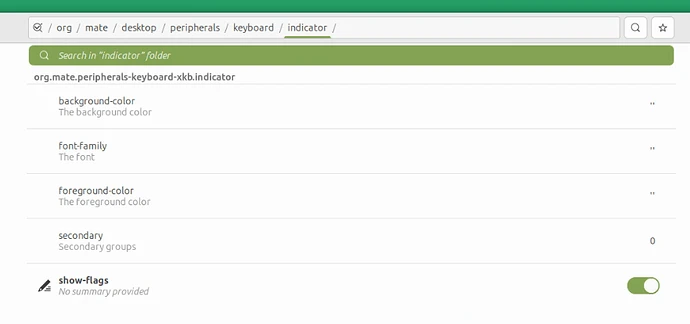 / org / mate / desktop / peripherals / keyboard / indicator /
Search in "indicator" folder
org.mate.peripherals-keyboard-xkb.indicator
background-color ''
The background color
font-family ''
The font
foreground-color ''
The foreground color
secondary 0
Secondary groups
show-flags
No summary provided